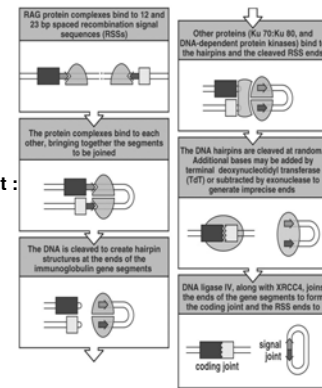 RAG protein complexes bind to 12 and
23 bp spaced recombination signal
sequences (RSSs)
The protein complexes bind to each
other, bringing together the segments
to be joined
t :
The DNA is cleaved to create hairpin
structures at the ends of the
immunoglobulin gene segments
Other proteins (Ku 70:Ku 80, and
DNA-dependent protein kinases) bind t
the hairpins and the cleaved RSS ends
The DNA hairpins are cleaved at random.
Additional bases may be added by
terminal deoxynucleotidyl transferase
(TdT) or subtracted by exonuclease to
generate imprecise ends
DNA ligase IV, along with XRCC4, joins
the ends of the gene segments to form
the coding joint and the RSS ends to
coding joint
signal
joint